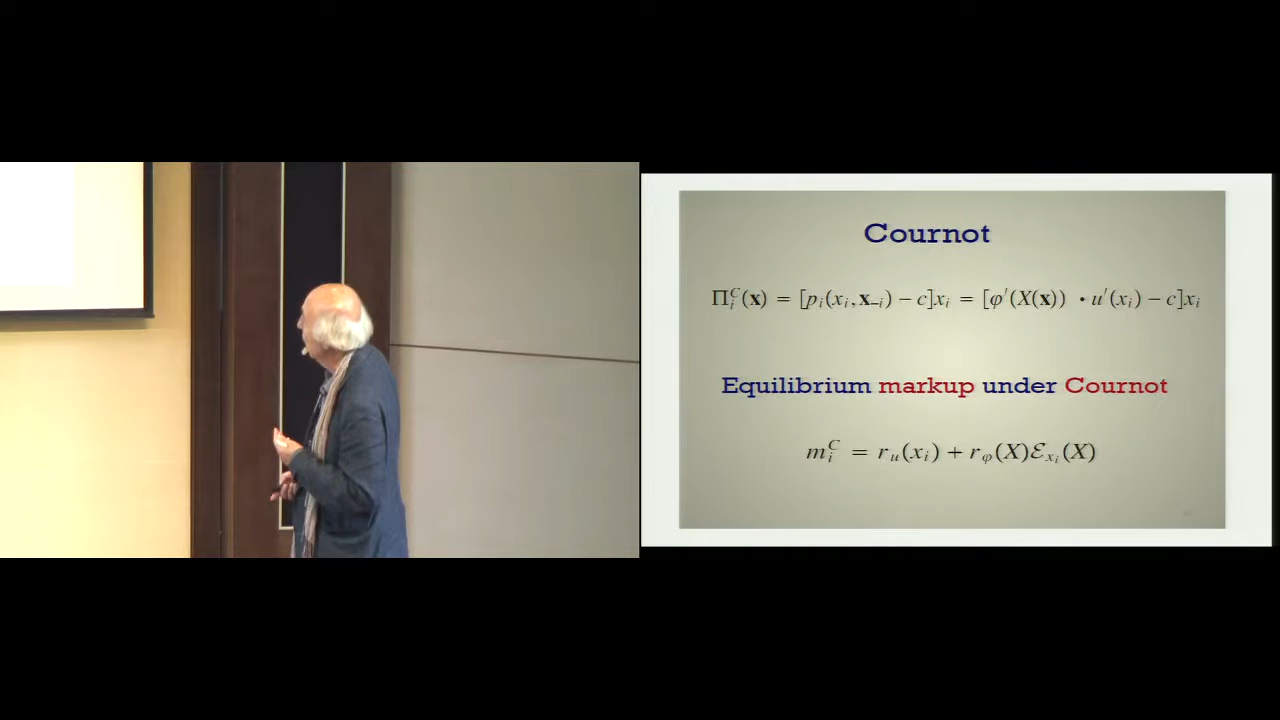 Cournot
Π_i^C(𝐱) = [p_i(x_i, 𝐱_{−i}) − c]x_i = [φ′(X(𝐱)) • u′(x_i) − c]x_i
Equilibrium markup under Cournot
m_i^C = r_u(x_i) + r_φ(X)ℰ_{x_i}(X)